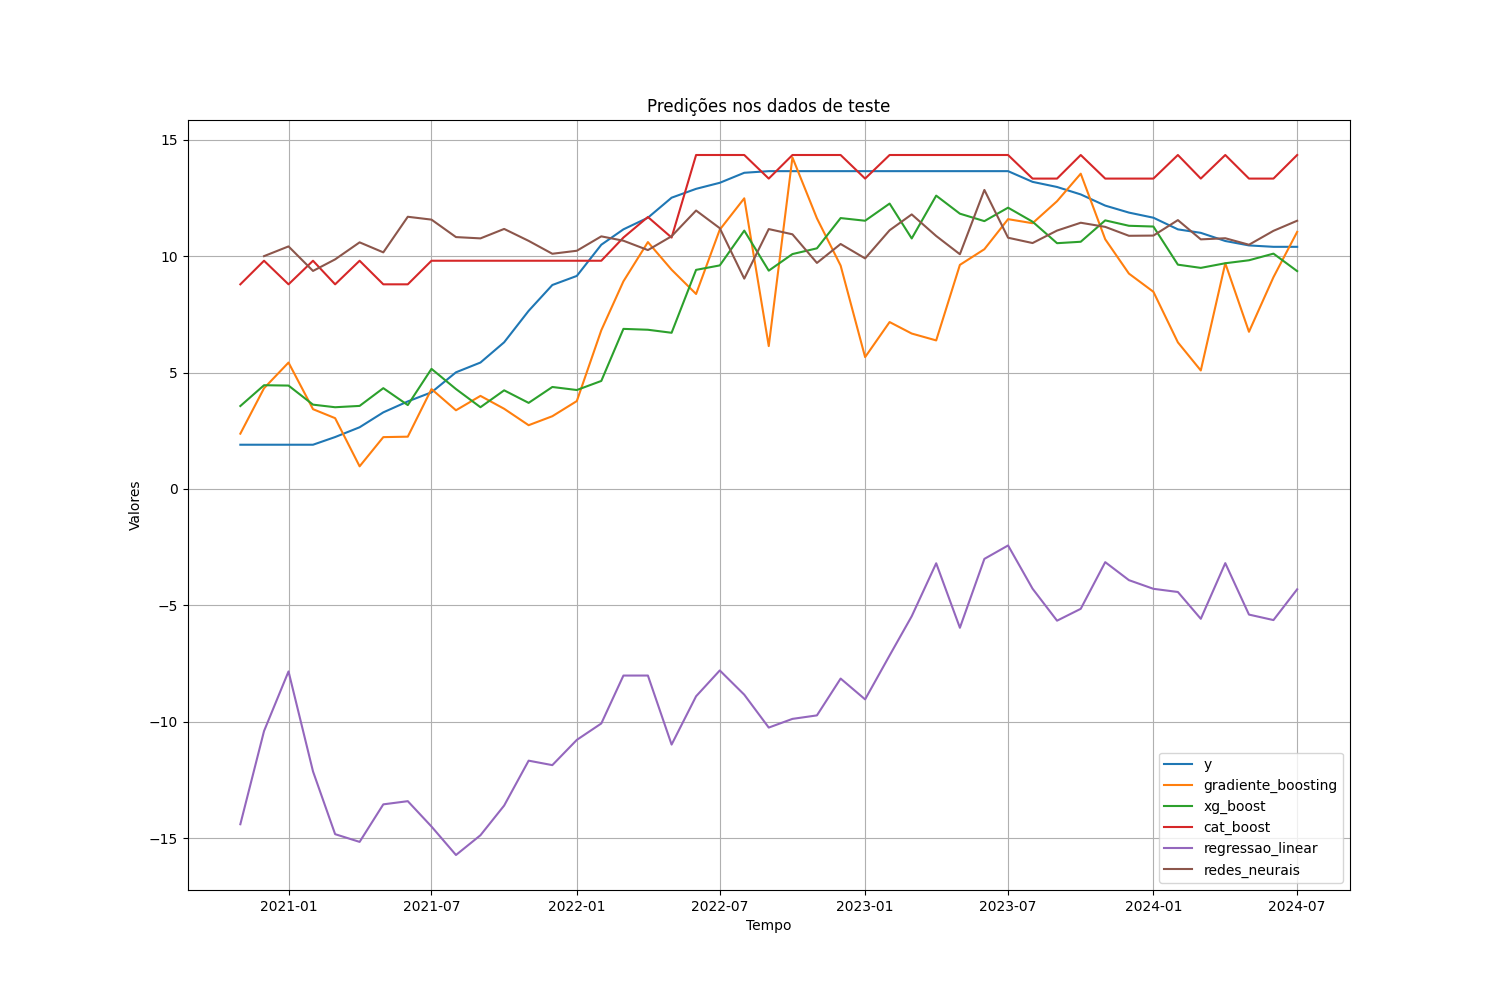 Predições nos dados de teste
Valores
15
10
5
0
−5
−10
−15
2021-01
2021-07
2022-01
2022-07
2023-01
2023-07
2024-01
2024-07
Tempo
y
gradiente_boosting
xg_boost
cat_boost
regressao_linear
redes_neurais